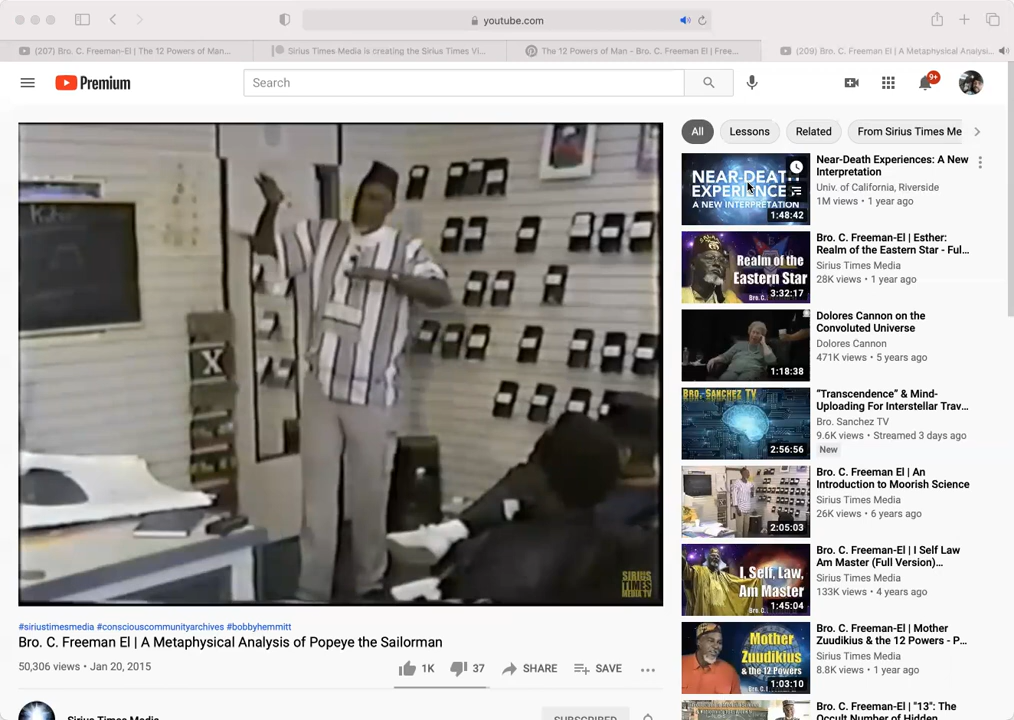 youtube.com
(207) Bro. C. Freeman-El | The 12 Powers of Man...
Sirius Times Media is creating the Sirius Times Vi...
The 12 Powers of Man - Bro. C. Freeman El | Free...
(209) Bro. C. Freeman El | A Metaphysical Analysi...
Premium
Search
9+
All
Lessons
Related
From Sirius Times Me
X
SIRIUS
TIMES
MEDIA TV
#siriustimesmedia #consciouscommunityarchives #bobbyhemmitt
Bro. C. Freeman El | A Metaphysical Analysis of Popeye the Sailorman
50,306 views • Jan 20, 2015
1K
37
SHARE
SAVE
Sirius Times Media
SUBSCRIBED
NEAR-DEATH
EXPERIENCES
A NEW INTERPRETATION
1:48:42
Near-Death Experiences: A New
Interpretation
Univ. of California, Riverside
1M views • 1 year ago
Realm of the
Eastern Star
Bro. C.
3:32:17
Bro. C. Freeman-El | Esther:
Realm of the Eastern Star - Ful...
Sirius Times Media
28K views • 1 year ago
1:18:38
Dolores Cannon on the
Convoluted Universe
Dolores Cannon
471K views • 5 years ago
BRO. SANCHEZ TV
2:56:56
“Transcendence” & Mind-
Uploading For Interstellar Trav...
Bro. Sanchez TV
9.6K views • Streamed 3 days ago
New
2:05:03
Bro. C. Freeman El | An
Introduction to Moorish Science
Sirius Times Media
26K views • 6 years ago
I, Self, Law,
Am Master
1:45:04
Bro. C. Freeman-El | I Self Law
Am Master (Full Version)...
Sirius Times Media
133K views • 4 years ago
Mother
Zuudikius
& the 12 Powers
Bro. C.
1:03:10
Bro. C. Freeman-El | Mother
Zuudikius & the 12 Powers - P...
Sirius Times Media
8.8K views • 1 year ago
Bro. C. Freeman-El | "13": The
Occult Number of Hidden